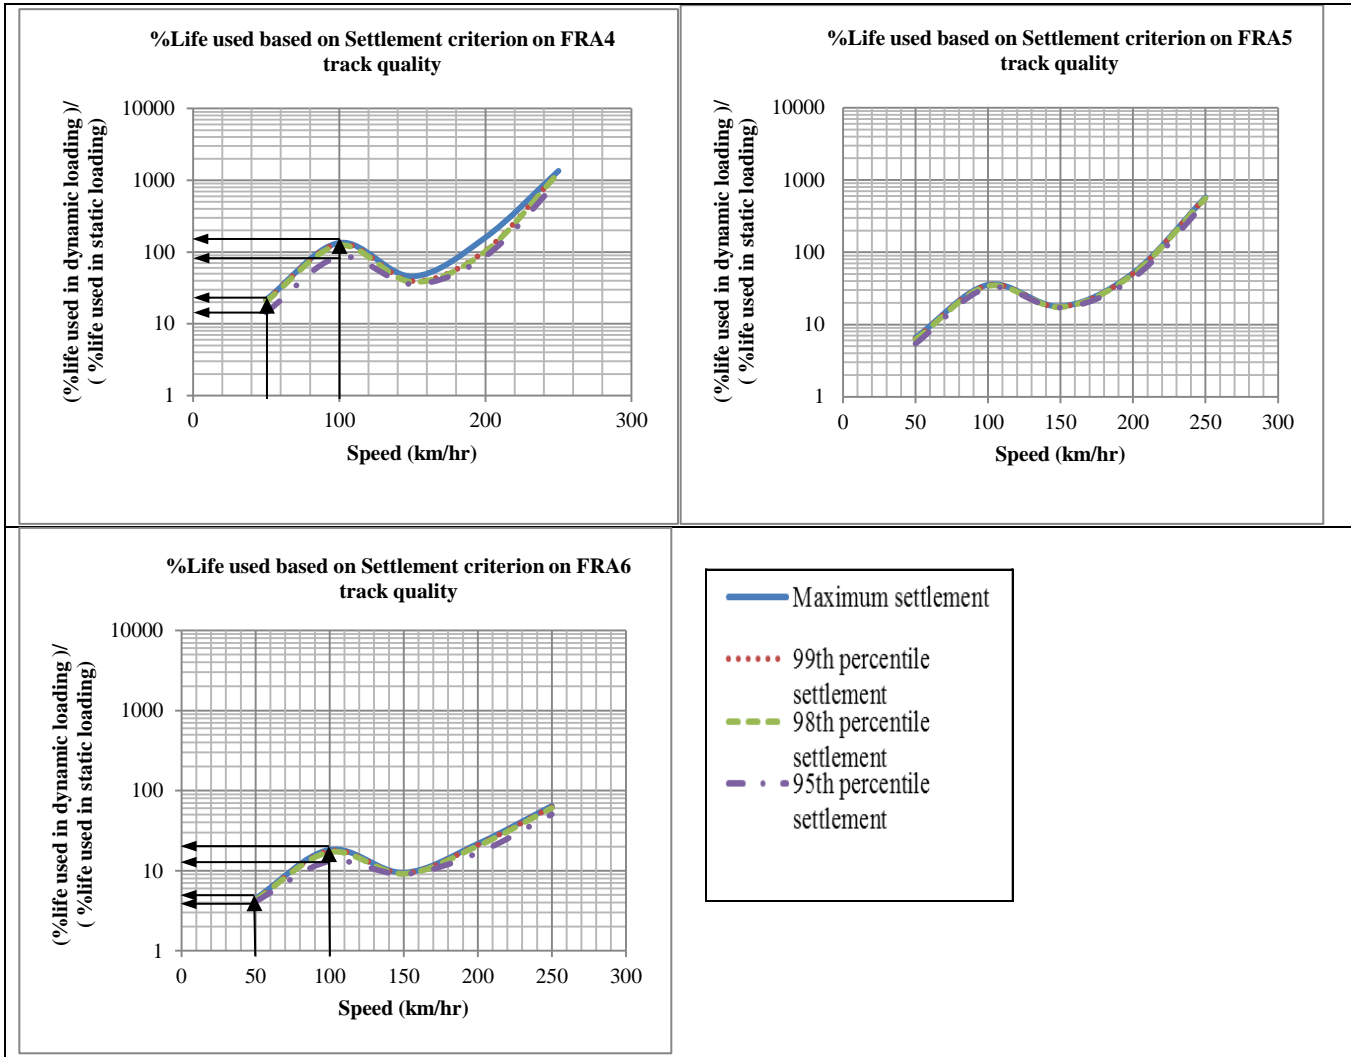 %Life used based on Settlement criterion on FRA4
track quality
(%life used in dynamic loading )/
( %life used in static loading)
10000
1000
100
10
1
0 100 200 300
Speed (km/hr)
%Life used based on Settlement criterion on FRA5
track quality
(%life used in dynamic loading )/
( %life used in static loading)
10000
1000
100
10
1
0 50 100 150 200 250 300
Speed (km/hr)
%Life used based on Settlement criterion on FRA6
track quality
(%life used in dynamic loading )/
( %life used in static loading)
10000
1000
100
10
1
0 50 100 150 200 250 300
Speed (km/hr)
Maximum settlement
99th percentile
settlement
98th percentile
settlement
95th percentile
settlement